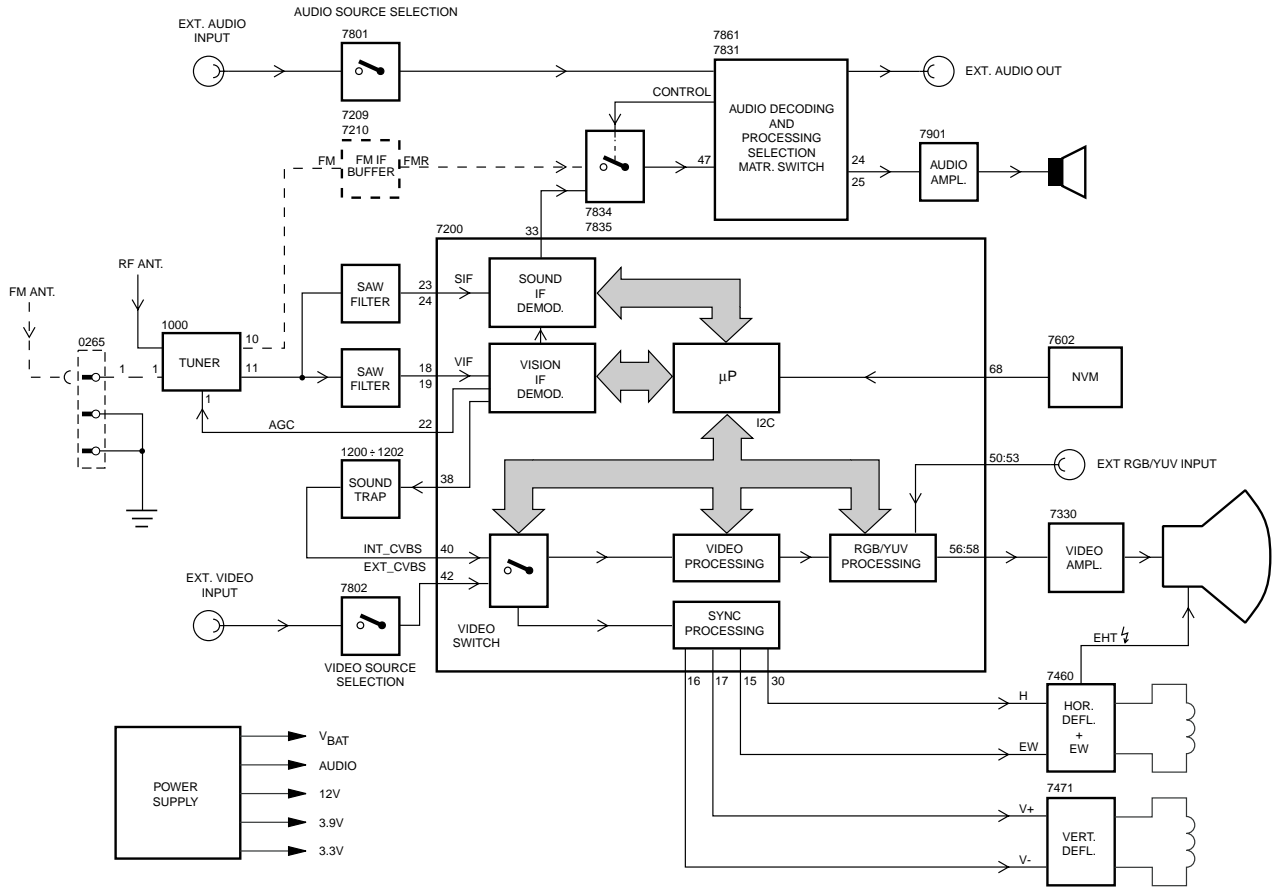 AUDIO SOURCE SELECTION
EXT. AUDIO
INPUT
7801
7861
7831
EXT. AUDIO OUT
CONTROL
AUDIO DECODING
AND
PROCESSING
SELECTION
MATR. SWITCH
7209
7210
FM
FM IF
BUFFER
FMR
47
24
25
7901
AUDIO
AMPL.
7834
7835
7200
33
RF ANT.
FM ANT.
SAW
FILTER
23
24
SIF
SOUND
IF
DEMOD.
1000
TUNER
10
11
0265
1
1
1
SAW
FILTER
18
19
VIF
VISION
IF
DEMOD.
µP
I2C
68
7602
NVM
AGC
22
1200 ÷ 1202
SOUND
TRAP
38
50:53
EXT RGB/YUV INPUT
INT_CVBS
40
EXT_CVBS
42
VIDEO
PROCESSING
RGB/YUV
PROCESSING
56:58
7330
VIDEO
AMPL.
EXT. VIDEO
INPUT
7802
VIDEO SOURCE
SELECTION
VIDEO
SWITCH
SYNC
PROCESSING
16
17
15
30
EHT
7460
H
HOR.
DEFL.
+
EW
EW
7471
V+
VERT.
DEFL.
V-
POWER
SUPPLY
VBAT
AUDIO
12V
3.9V
3.3V